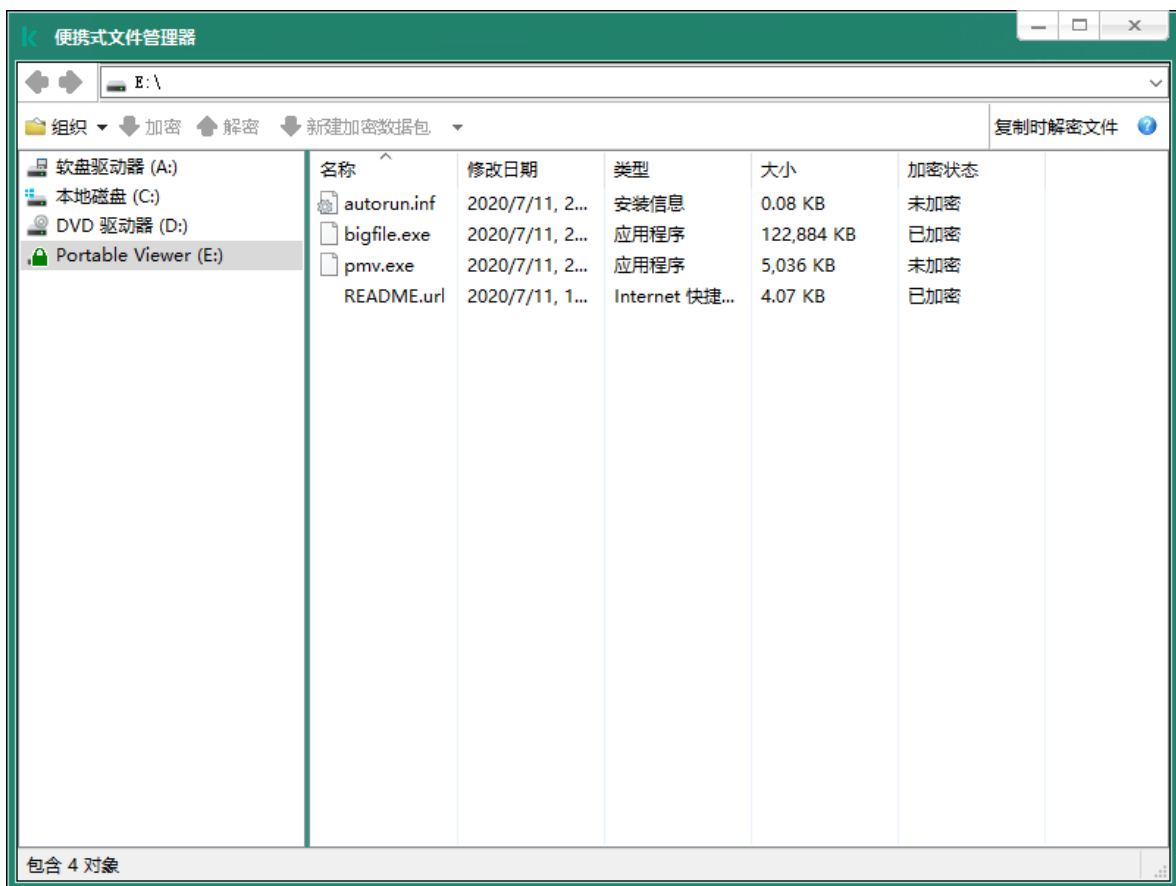 便携式文件管理器
E:\
组织 加密 解密 新建加密数据包 复制时解密文件
软盘驱动器 (A:)
本地磁盘 (C:)
DVD 驱动器 (D:)
Portable Viewer (E:)
名称 修改日期 类型 大小 加密状态
autorun.inf 2020/7/11, 2... 安装信息 0.08 KB 未加密
bigfile.exe 2020/7/11, 2... 应用程序 122,884 KB 已加密
pmv.exe 2020/7/11, 2... 应用程序 5,036 KB 未加密
README.url 2020/7/11, 1... Internet 快捷... 4.07 KB 已加密
包含 4 对象